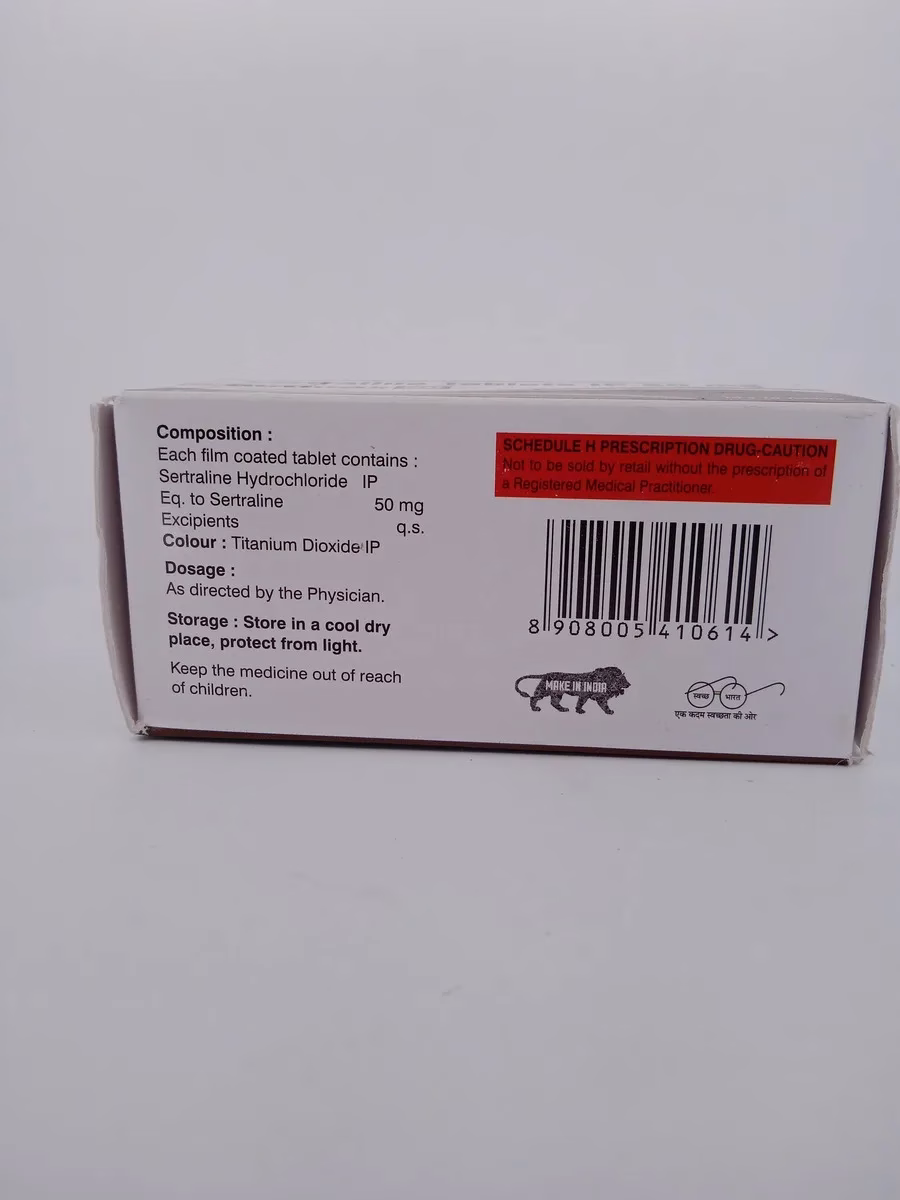 Composition :
Each film coated tablet contains :
Sertraline Hydrochloride IP
Eq. to Sertraline 50 mg
Excipients q.s.
Colour : Titanium Dioxide IP
Dosage :
As directed by the Physician.
Storage : Store in a cool dry
place, protect from light.
Keep the medicine out of reach
of children.
SCHEDULE H PRESCRIPTION DRUG-CAUTION
Not to be sold by retail without the prescription of
a Registered Medical Practitioner.
8 908005 410614 >
MAKE IN INDIA
स्वच्छ भारत
एक कदम स्वच्छता की ओर